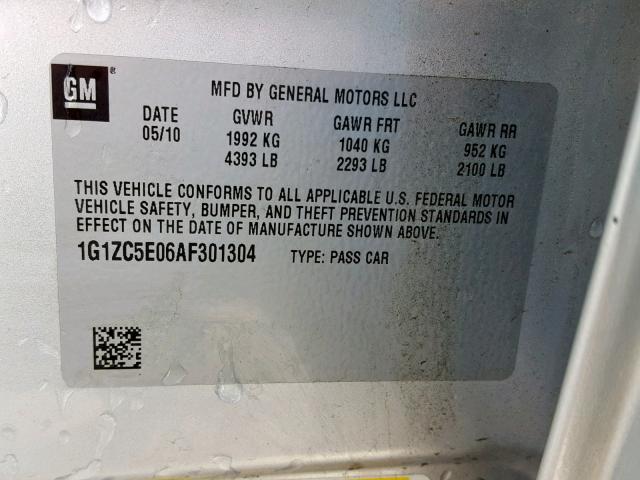 GM ®
MFD BY GENERAL MOTORS LLC
DATE GVWR GAWR FRT GAWR RR
05/10 1992 KG 1040 KG 952 KG
4393 LB 2293 LB 2100 LB
THIS VEHICLE CONFORMS TO ALL APPLICABLE U.S. FEDERAL MOTOR
VEHICLE SAFETY, BUMPER, AND THEFT PREVENTION STANDARDS IN
EFFECT ON THE DATE OF MANUFACTURE SHOWN ABOVE.
1G1ZC5E06AF301304 TYPE: PASS CAR